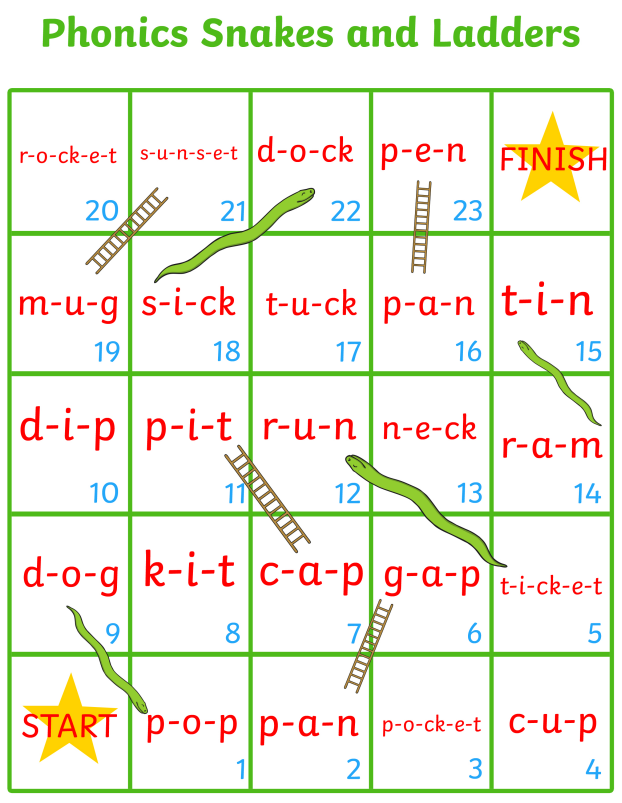 Phonics Snakes and Ladders
r-o-ck-e-t s-u-n-s-e-t d-o-ck p-e-n FINISH
20 21 22 23
m-u-g s-i-ck t-u-ck p-a-n t-i-n
19 18 17 16 15
d-i-p p-i-t r-u-n n-e-ck r-a-m
10 11 12 13 14
d-o-g k-i-t c-a-p g-a-p t-i-ck-e-t
9 8 7 6 5
START p-o-p p-a-n p-o-ck-e-t c-u-p
1 2 3 4